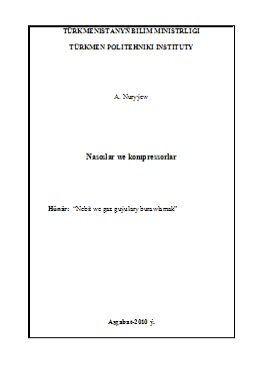 TÜRKMENISTANYŇ BILIM MINISTRLIGI
TÜRKMEN POLITEHNIKI INSTITUTY
A. Nuryýew
Nasoslar we kompressorlar
Hünär: "Nebit we gaz guýulary burawlamak"
Aşgabat-2010 ý.